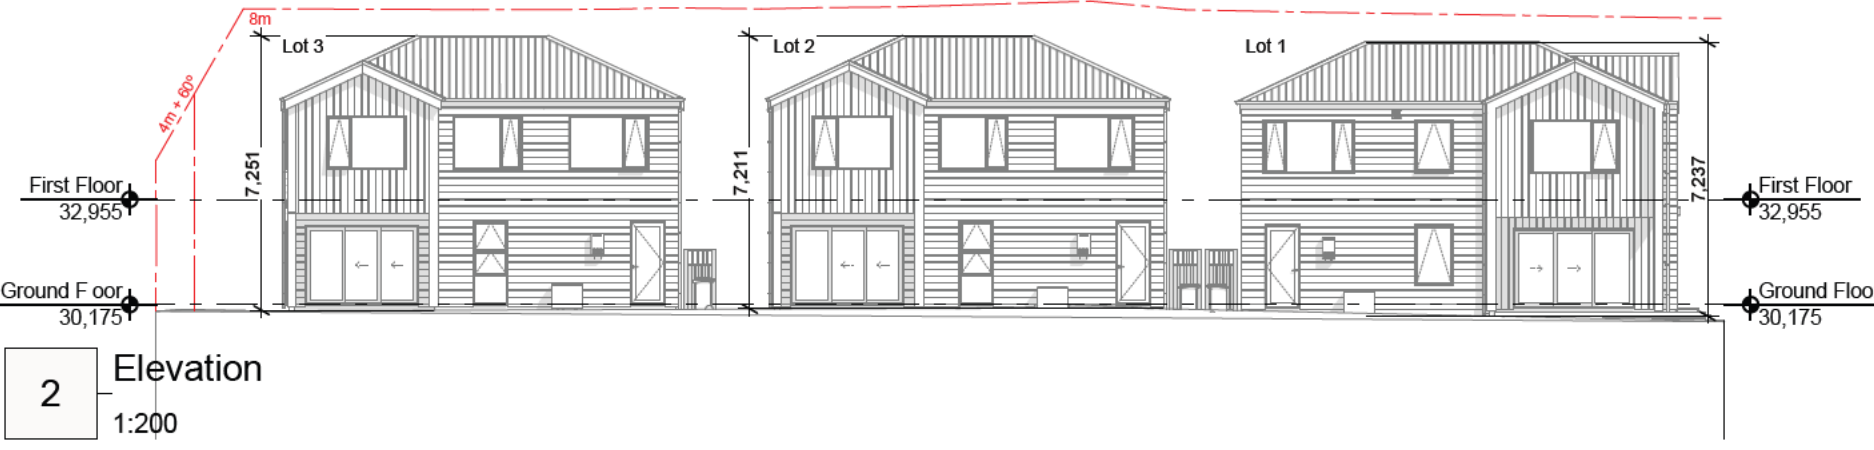 8m
Lot 3
Lot 2
Lot 1
4m + 60°
7,251
7,211
7,237
First Floor
32,955
First Floor
32,955
Ground F oor
30,175
Ground Floo
30,175
2
Elevation
1:200